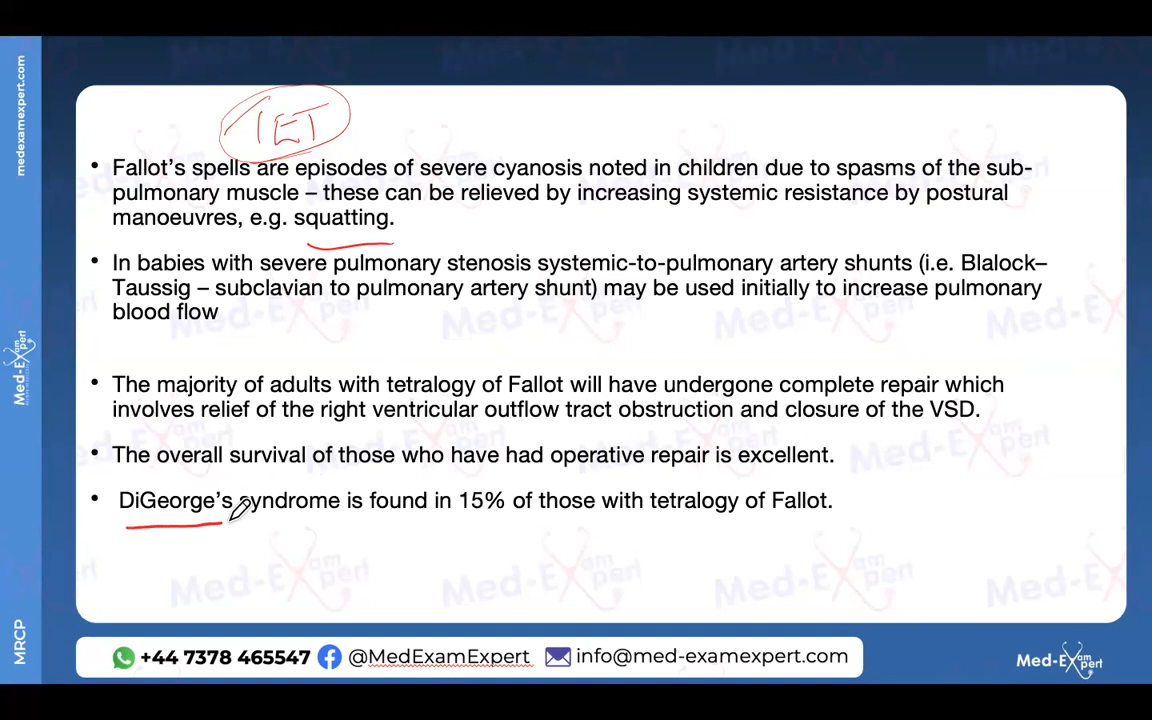 medexamexpert.com
TET
• Fallot's spells are episodes of severe cyanosis noted in children due to spasms of the sub-
pulmonary muscle – these can be relieved by increasing systemic resistance by postural
manoeuvres, e.g. squatting.
• In babies with severe pulmonary stenosis systemic-to-pulmonary artery shunts (i.e. Blalock–
Taussig – subclavian to pulmonary artery shunt) may be used initially to increase pulmonary
blood flow
• The majority of adults with tetralogy of Fallot will have undergone complete repair which
involves relief of the right ventricular outflow tract obstruction and closure of the VSD.
• The overall survival of those who have had operative repair is excellent.
• DiGeorge's syndrome is found in 15% of those with tetralogy of Fallot.
Med-Exam Expert
MRCP
+44 7378 465547 @MedExamExpert info@med-examexpert.com
Med-Exam Expert